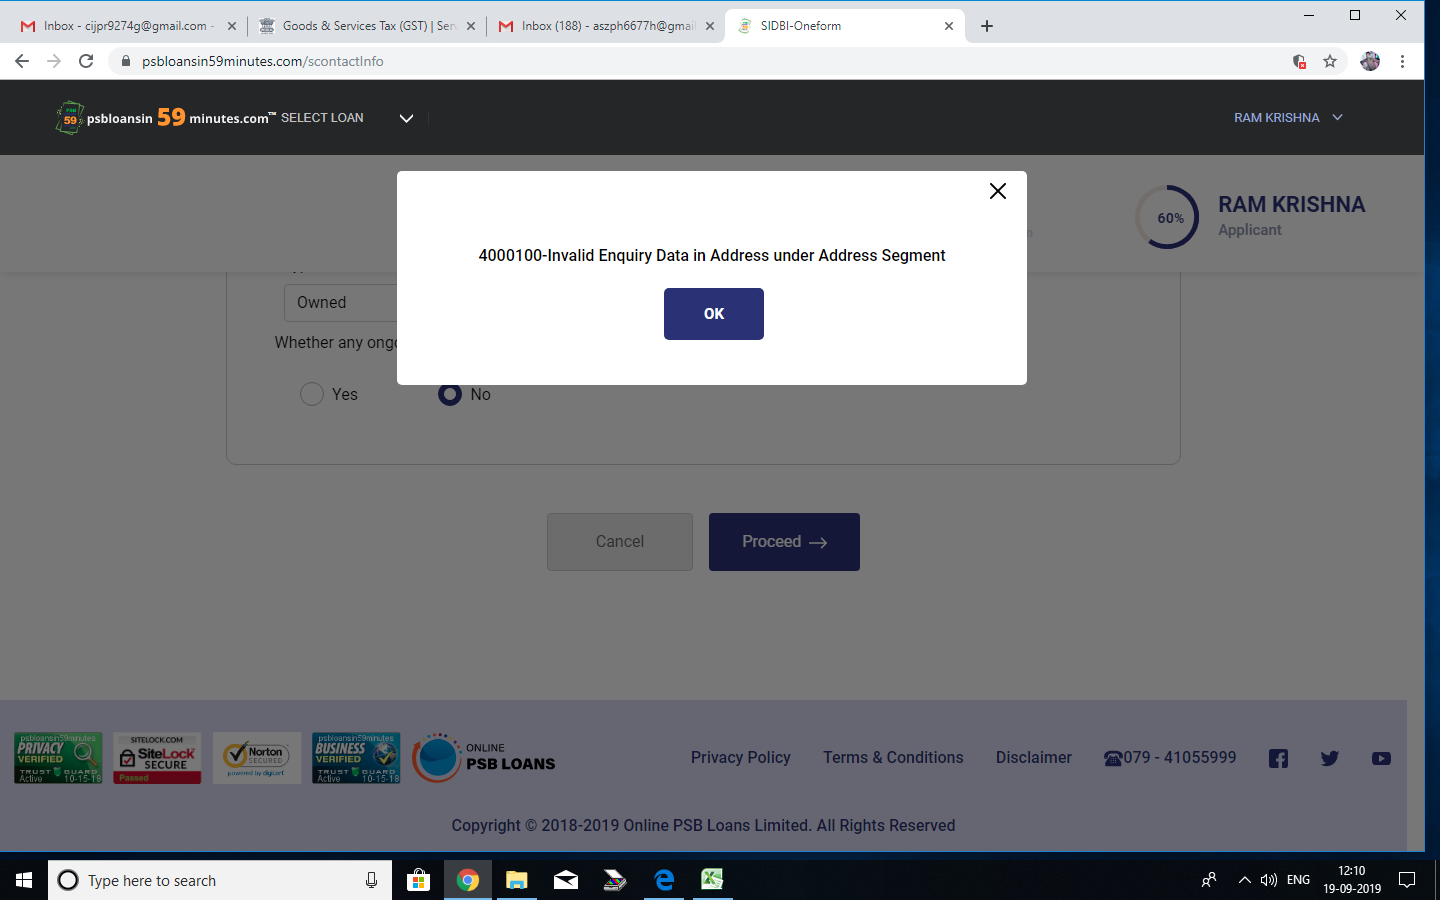 Inbox - cijpr9274g@gmail.com -
Goods & Services Tax (GST) | Ser
Inbox (188) - aszph6677h@gmail
SIDBI-Oneform
psbloansin59minutes.com/scontactInfo
psbloansin 59 minutes.com™ SELECT LOAN
RAM KRISHNA
60%
RAM KRISHNA
Applicant
4000100-Invalid Enquiry Data in Address under Address Segment
OK
Owned
Whether any ongo
Yes
No
Cancel
Proceed
psbloansin59minutes
PRIVACY
VERIFIED
TRUST GUARD
Active 10-15-18
SITELOCK.COM
SiteLock
SECURE
Passed
Norton
SECURED
powered by digicert
psbloansin59minutes
BUSINESS
VERIFIED
TRUST GUARD
Active 10-15-18
ONLINE
PSB LOANS
Privacy Policy
Terms & Conditions
Disclaimer
079 - 41055999
Copyright © 2018-2019 Online PSB Loans Limited. All Rights Reserved
Type here to search
ENG
12:10
19-09-2019